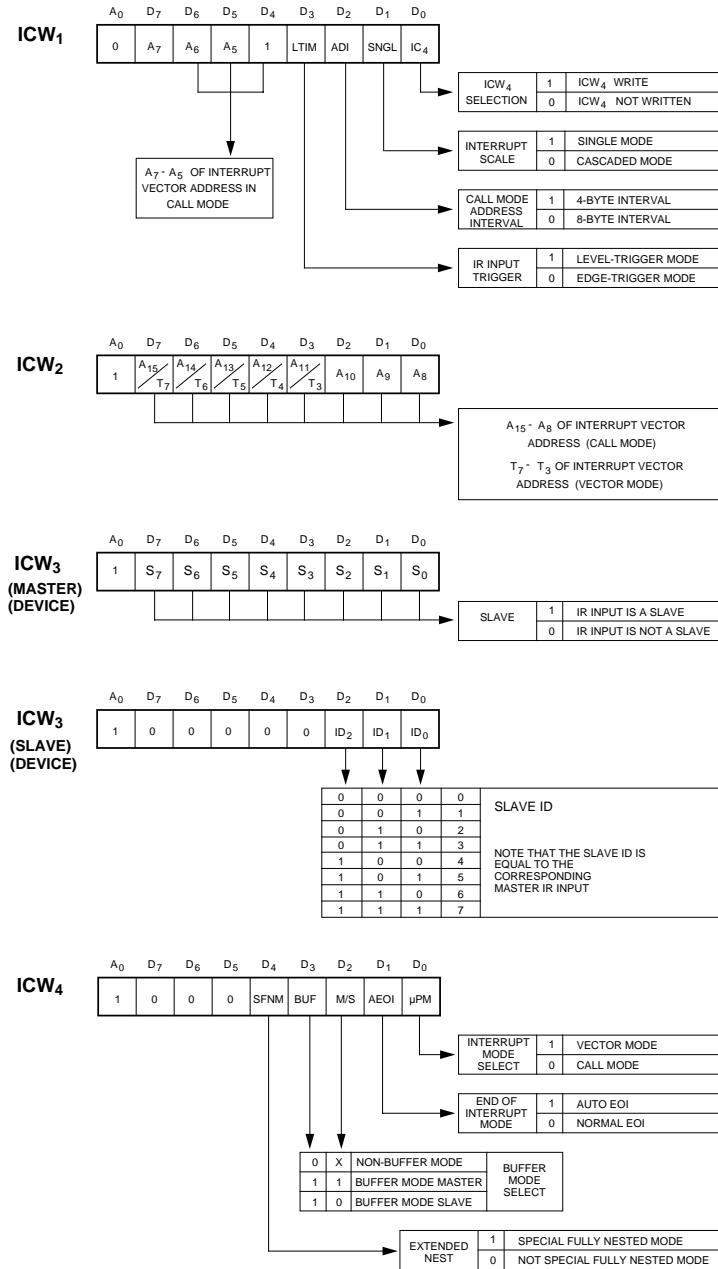 A0 D7 D6 D5 D4 D3 D2 D1 D0
ICW1
0 A7 A6 A5 1 LTIM ADI SNGL IC4
ICW4 SELECTION
1 ICW4 WRITE
0 ICW4 NOT WRITTEN
INTERRUPT SCALE
1 SINGLE MODE
0 CASCADED MODE
A7 - A5 OF INTERRUPT
VECTOR ADDRESS IN
CALL MODE
CALL MODE
ADDRESS
INTERVAL
1 4-BYTE INTERVAL
0 8-BYTE INTERVAL
IR INPUT
TRIGGER
1 LEVEL-TRIGGER MODE
0 EDGE-TRIGGER MODE
A0 D7 D6 D5 D4 D3 D2 D1 D0
ICW2
1 A15/T7 A14/T6 A13/T5 A12/T4 A11/T3 A10 A9 A8
A15 - A8 OF INTERRUPT VECTOR
ADDRESS (CALL MODE)
T7 - T3 OF INTERRUPT VECTOR
ADDRESS (VECTOR MODE)
A0 D7 D6 D5 D4 D3 D2 D1 D0
ICW3
(MASTER)
(DEVICE)
1 S7 S6 S5 S4 S3 S2 S1 S0
SLAVE
1 IR INPUT IS A SLAVE
0 IR INPUT IS NOT A SLAVE
A0 D7 D6 D5 D4 D3 D2 D1 D0
ICW3
(SLAVE)
(DEVICE)
1 0 0 0 0 0 ID2 ID1 ID0
0 0 0 0
0 0 1 1
0 1 0 2
0 1 1 3
1 0 0 4
1 0 1 5
1 1 0 6
1 1 1 7
SLAVE ID
NOTE THAT THE SLAVE ID IS
EQUAL TO THE
CORRESPONDING
MASTER IR INPUT
A0 D7 D6 D5 D4 D3 D2 D1 D0
ICW4
1 0 0 0 SFNM BUF M/S AEOI µPM
INTERRUPT
MODE
SELECT
1 VECTOR MODE
0 CALL MODE
END OF
INTERRUPT
MODE
1 AUTO EOI
0 NORMAL EOI
0 X NON-BUFFER MODE
1 1 BUFFER MODE MASTER
1 0 BUFFER MODE SLAVE
BUFFER
MODE
SELECT
EXTENDED
NEST
1 SPECIAL FULLY NESTED MODE
0 NOT SPECIAL FULLY NESTED MODE